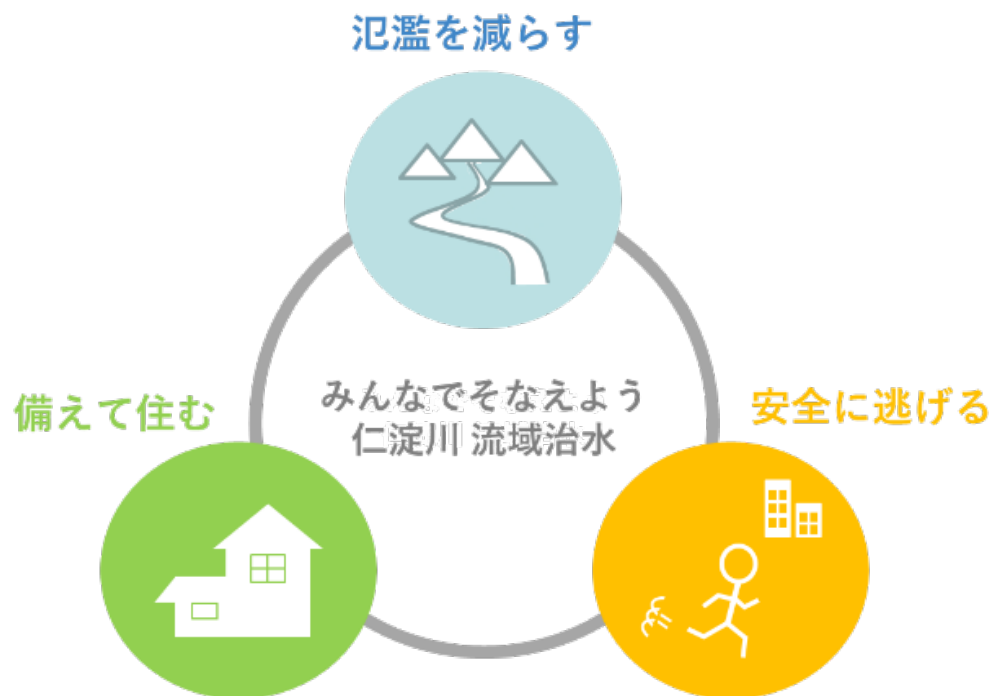 氾濫を減らす
備えて住む
みんなでそなえよう
仁淀川 流域治水
安全に逃げる